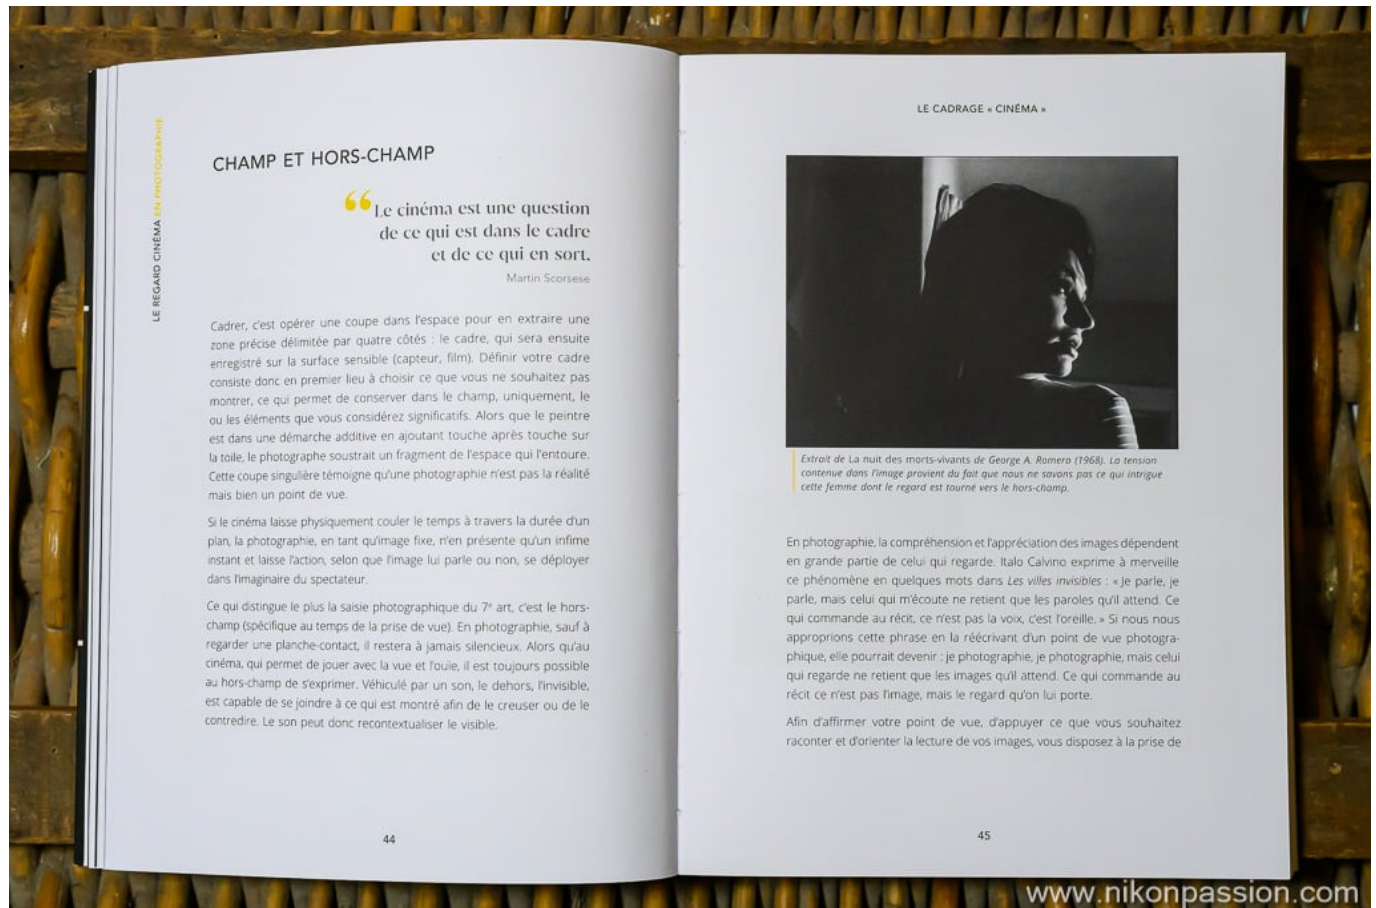 LE REGARD CINÉMA EN PHOTOGRAPHIE
CHAMP ET HORS-CHAMP
“ Le cinéma est une question
de ce qui est dans le cadre
et de ce qui en sort.
Martin Scorsese
Cadrer, c'est opérer une coupe dans l'espace pour en extraire une
zone précise délimitée par quatre côtés : le cadre, qui sera ensuite
enregistré sur la surface sensible (capteur, film). Définir votre cadre
consiste donc en premier lieu à choisir ce que vous ne souhaitez pas
montrer, ce qui permet de conserver dans le champ, uniquement, le
ou les éléments que vous considérez significatifs. Alors que le peintre
est dans une démarche additive en ajoutant touche après touche sur
la toile, le photographe soustrait un fragment de l'espace qui l'entoure.
Cette coupe singulière témoigne qu'une photographie n'est pas la réalité
mais bien un point de vue.
Si le cinéma laisse physiquement couler le temps à travers la durée d'un
plan, la photographie, en tant qu'image fixe, n'en présente qu'un infime
instant et laisse l'action, selon que l'image lui parle ou non, se déployer
dans l'imaginaire du spectateur.
Ce qui distingue le plus la saisie photographique du 7e art, c'est le hors-
champ (spécifique au temps de la prise de vue). En photographie, sauf à
regarder une planche-contact, il restera à jamais silencieux. Alors qu'au
cinéma, qui permet de jouer avec la vue et l'ouïe, il est toujours possible
au hors-champ de s'exprimer. Véhiculé par un son, le dehors, l'invisible,
est capable de se joindre à ce qui est montré afin de le creuser ou de le
contredire. Le son peut donc recontextualiser le visible.
44
LE CADRAGE « CINÉMA »
Extrait de La nuit des morts-vivants de George A. Romero (1968). La tension
contenue dans l'image provient du fait que nous ne savons pas ce qui intrigue
cette femme dont le regard est tourné vers le hors-champ.
En photographie, la compréhension et l'appréciation des images dépendent
en grande partie de celui qui regarde. Italo Calvino exprime à merveille
ce phénomène en quelques mots dans Les villes invisibles : « Je parle, je
parle, mais celui qui m'écoute ne retient que les paroles qu'il attend. Ce
qui commande au récit, ce n'est pas la voix, c'est l'oreille. » Si nous nous
approprions cette phrase en la réécrivant d'un point de vue photogra-
phique, elle pourrait devenir : je photographie, je photographie, mais celui
qui regarde ne retient que les images qu'il attend. Ce qui commande au
récit ce n'est pas l'image, mais le regard qu'on lui porte.
Afin d'affirmer votre point de vue, d'appuyer ce que vous souhaitez
raconter et d'orienter la lecture de vos images, vous disposez à la prise de
45
www.nikonpassion.com